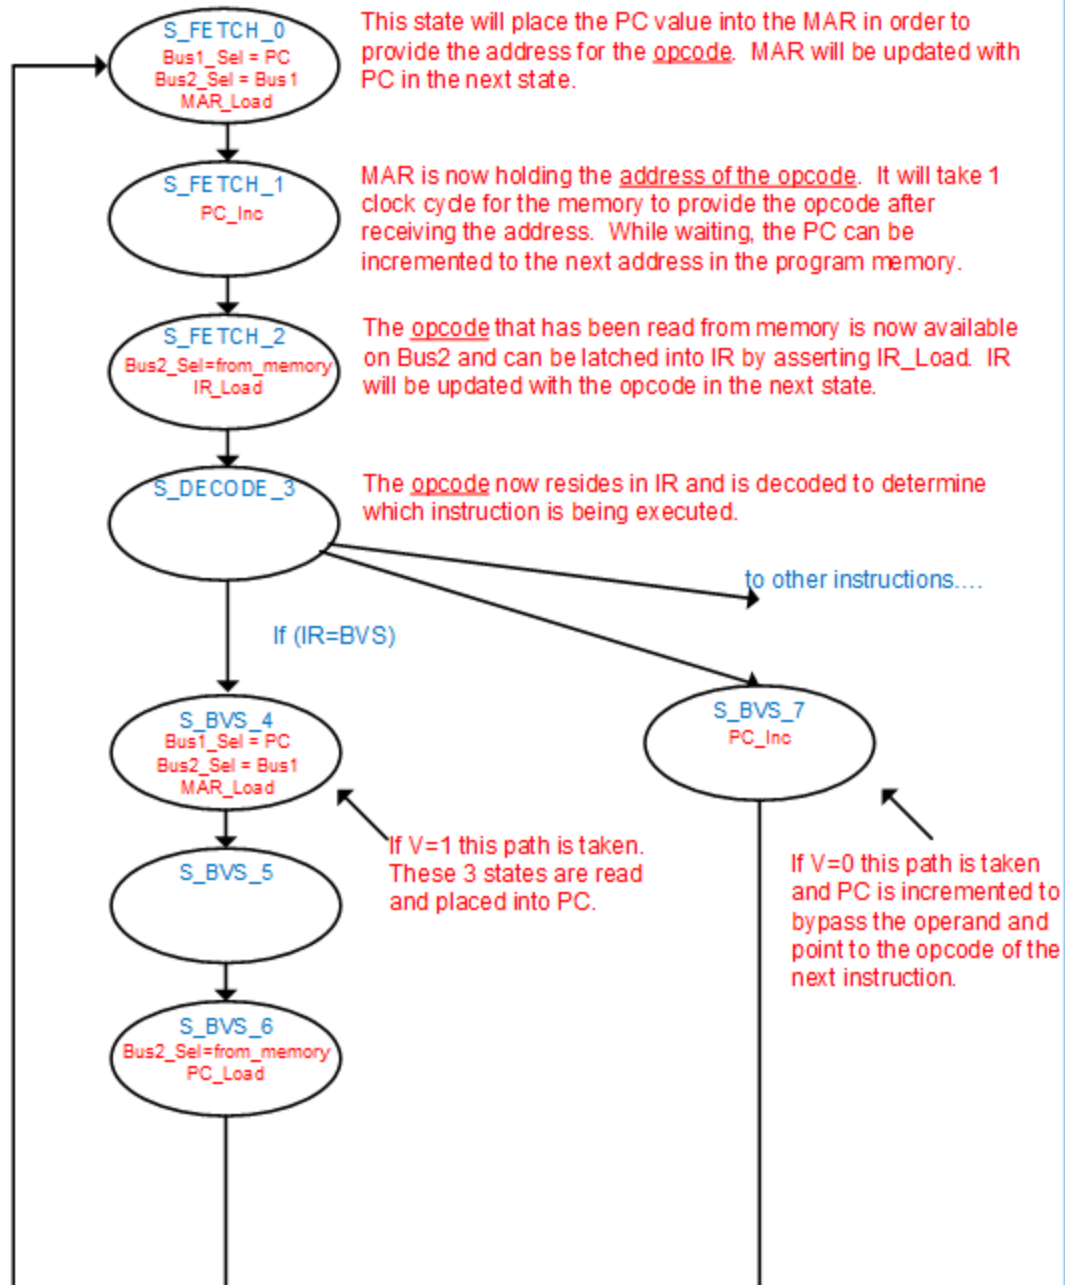 S_FETCH_0
Bus1_Sel = PC
Bus2_Sel = Bus1
MAR_Load
This state will place the PC value into the MAR in order to
provide the address for the opcode. MAR will be updated with
PC in the next state.
S_FETCH_1
PC_Inc
MAR is now holding the address of the opcode. It will take 1
clock cycle for the memory to provide the opcode after
receiving the address. While waiting, the PC can be
incremented to the next address in the program memory.
S_FETCH_2
Bus2_Sel=from_memory
IR_Load
The opcode that has been read from memory is now available
on Bus2 and can be latched into IR by asserting IR_Load. IR
will be updated with the opcode in the next state.
S_DECODE_3
The opcode now resides in IR and is decoded to determine
which instruction is being executed.
to other instructions....
If (IR=BVS)
S_BVS_4
Bus1_Sel = PC
Bus2_Sel = Bus1
MAR_Load
S_BVS_7
PC_Inc
If V=1 this path is taken.
These 3 states are read
and placed into PC.
If V=0 this path is taken
and PC is incremented to
bypass the operand and
point to the opcode of the
next instruction.
S_BVS_5
S_BVS_6
Bus2_Sel=from_memory
PC_Load